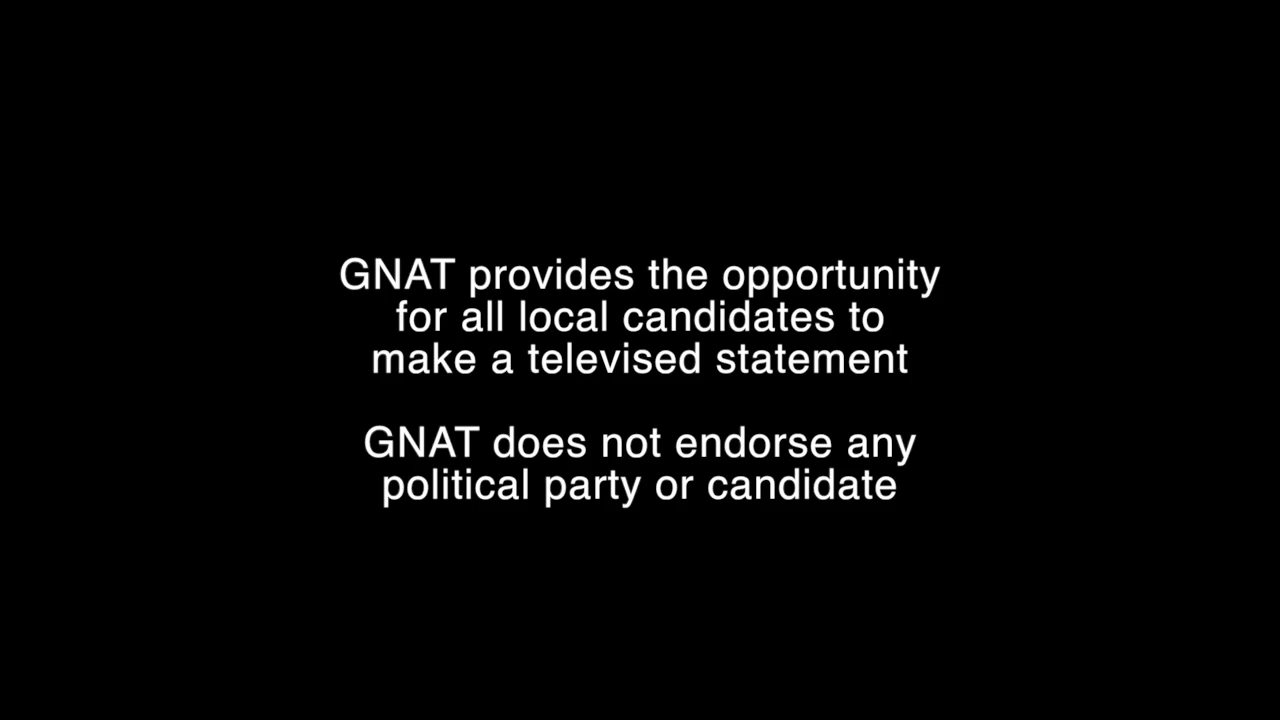 GNAT provides the opportunity
for all local candidates to
make a televised statement
GNAT does not endorse any
political party or candidate